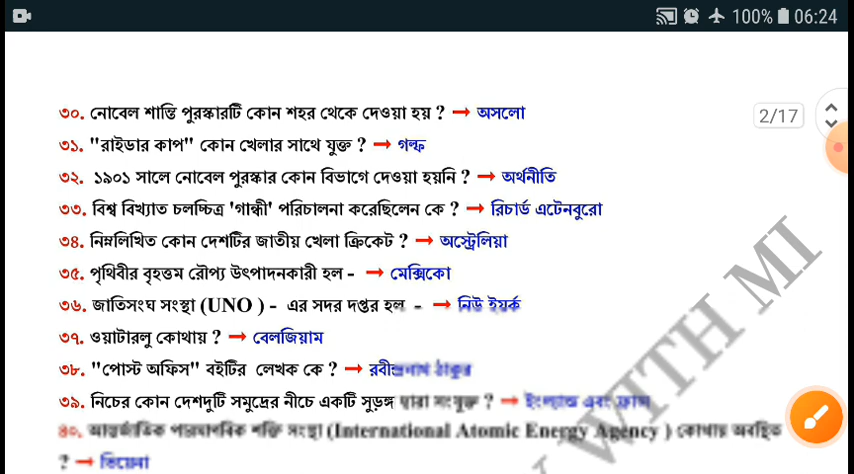 100% 06:24
৩০. নোবেল শান্তি পুরস্কারটি কোন শহর থেকে দেওয়া হয় ? → অসলো
2/17
৩১. "রাইডার কাপ" কোন খেলার সাথে যুক্ত ? → গল্ফ
৩২. ১৯০১ সালে নোবেল পুরস্কার কোন বিভাগে দেওয়া হয়নি ? → অর্থনীতি
৩৩. বিশ্ব বিখ্যাত চলচ্চিত্র 'গান্ধী' পরিচালনা করেছিলেন কে ? → রিচার্ড এটেনবুরো
৩৪. নিম্নলিখিত কোন দেশটির জাতীয় খেলা ক্রিকেট ? → অস্ট্রেলিয়া
৩৫. পৃথিবীর বৃহত্তম রৌপ্য উৎপাদনকারী হল - → মেক্সিকো
৩৬. জাতিসংঘ সংস্থা (UNO ) - এর সদর দপ্তর হল - → নিউ ইয়র্ক
৩৭. ওয়াটারলু কোথায় ? → বেলজিয়াম
৩৮. "পোস্ট অফিস" বইটির লেখক কে ? → রবীন্দ্রনাথ ঠাকুর
৩৯. নিচের কোন দেশদুটি সমুদ্রের নীচে একটি সুড়ঙ্গ দ্বারা সংযুক্ত ? → ইংল্যান্ড এবং ফ্রান্স
৪০. আন্তর্জাতিক পারমাণবিক শক্তি সংস্থা (International Atomic Energy Agency ) কোথায় অবস্থিত
? → ভিয়েনা
WITH MI